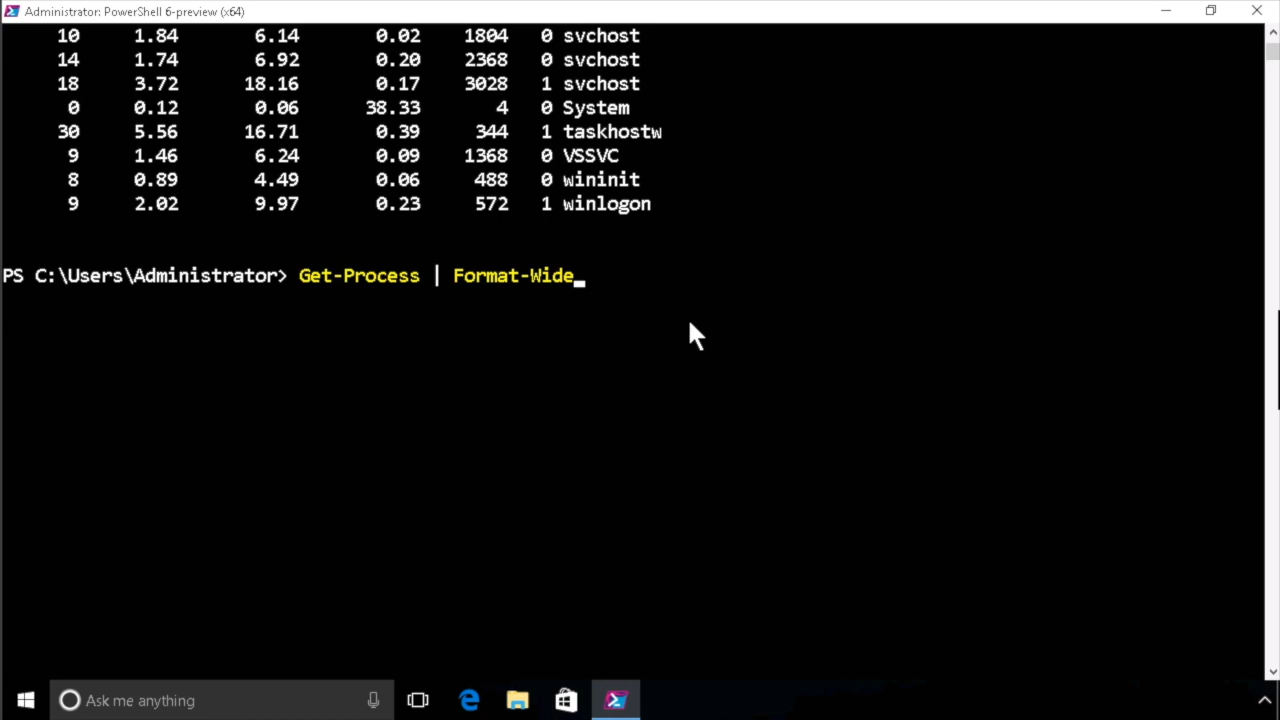 Administrator: PowerShell 6-preview (x64)
10 1.84 6.14 0.02 1804 0 svchost
14 1.74 6.92 0.20 2368 0 svchost
18 3.72 18.16 0.17 3028 1 svchost
0 0.12 0.06 38.33 4 0 System
30 5.56 16.71 0.39 344 1 taskhostw
9 1.46 6.24 0.09 1368 0 VSSVC
8 0.89 4.49 0.06 488 0 wininit
9 2.02 9.97 0.23 572 1 winlogon
PS C:\Users\Administrator> Get-Process | Format-Wide_
Ask me anything